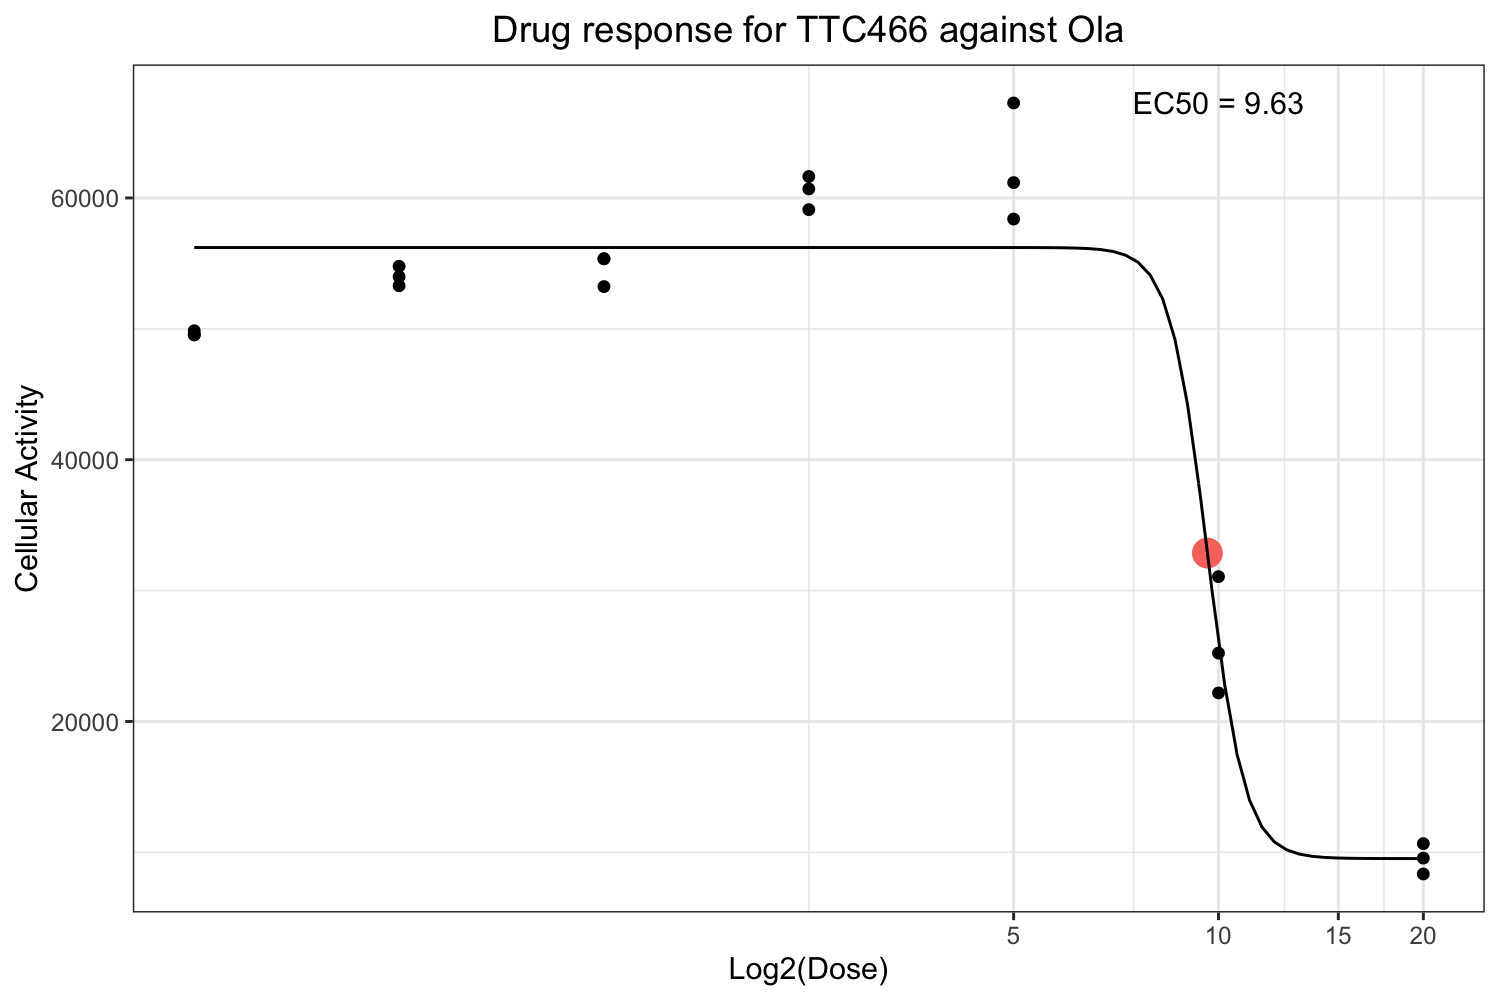 Drug response for TTC466 against Ola
EC50 = 9.63
60000
40000
20000
Cellular Activity
5
10
15
20
Log2(Dose)